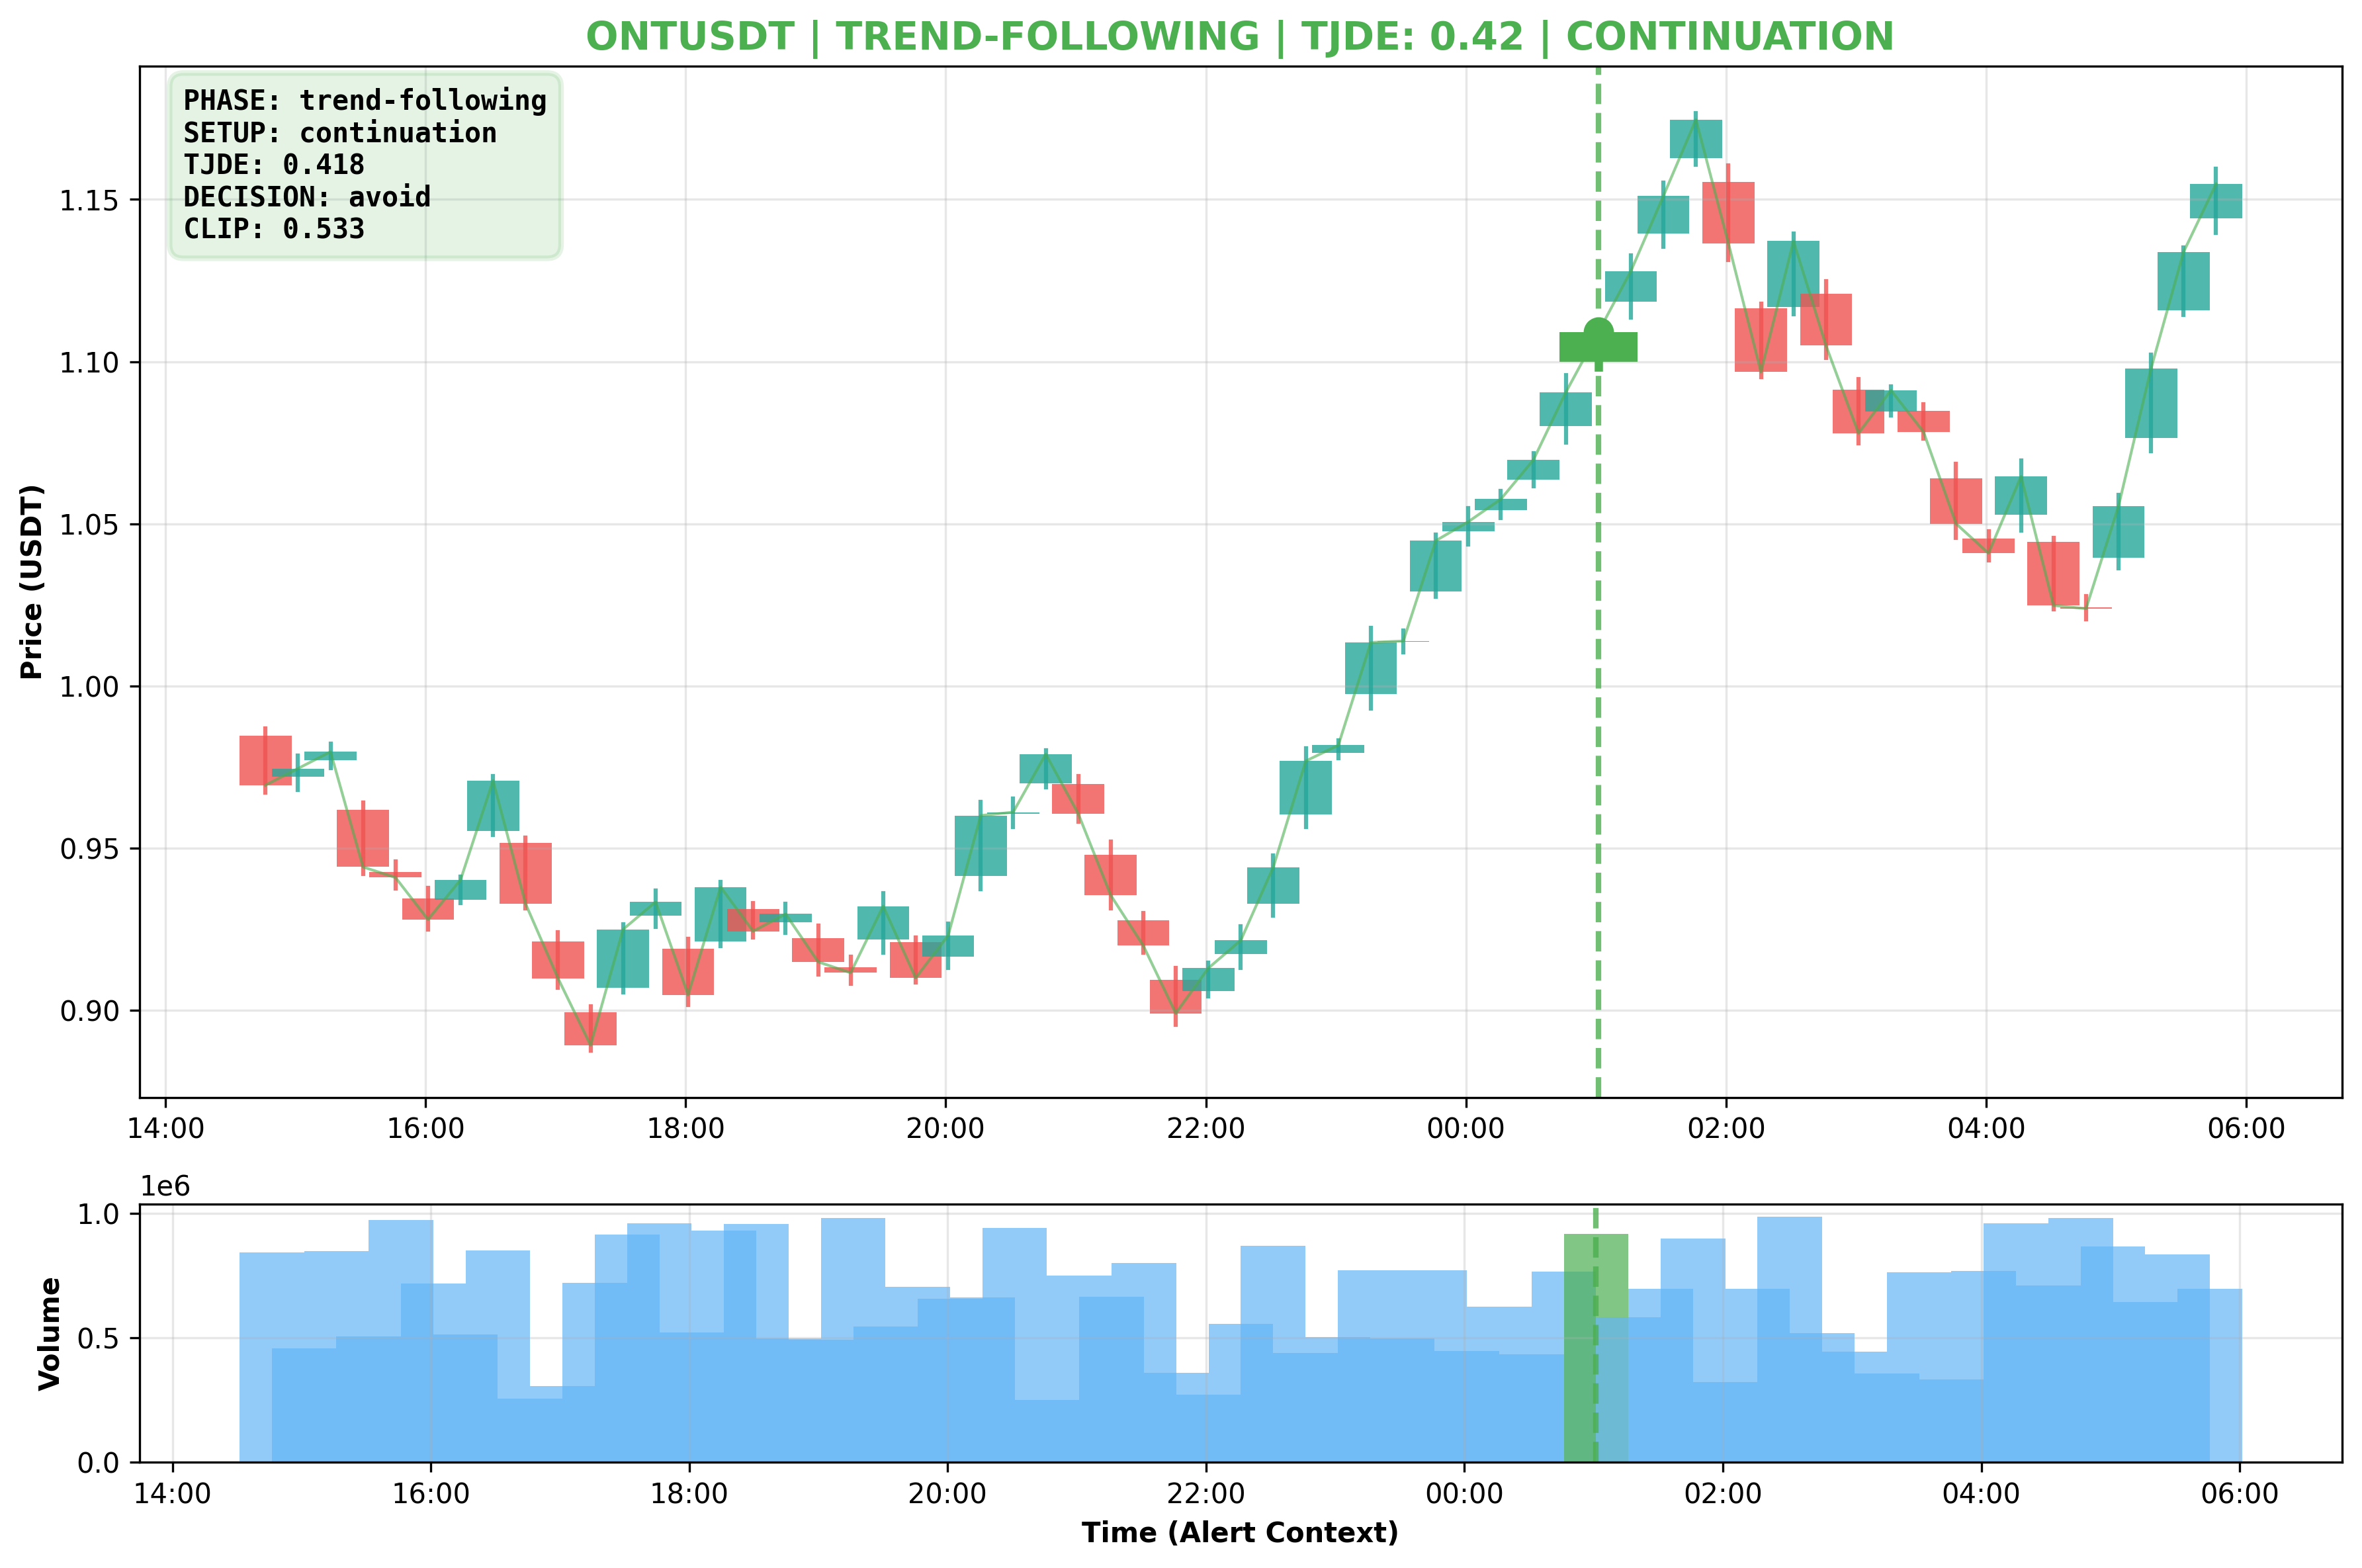 ONTUSDT | TREND-FOLLOWING | TJDE: 0.42 | CONTINUATION
PHASE: trend-following
SETUP: continuation
TJDE: 0.418
DECISION: avoid
CLIP: 0.533
Price (USDT)
1.15
1.10
1.05
1.00
0.95
0.90
14:00 16:00 18:00 20:00 22:00 00:00 02:00 04:00 06:00
1e6
Volume
1.0
0.5
0.0
14:00 16:00 18:00 20:00 22:00 00:00 02:00 04:00 06:00
Time (Alert Context)